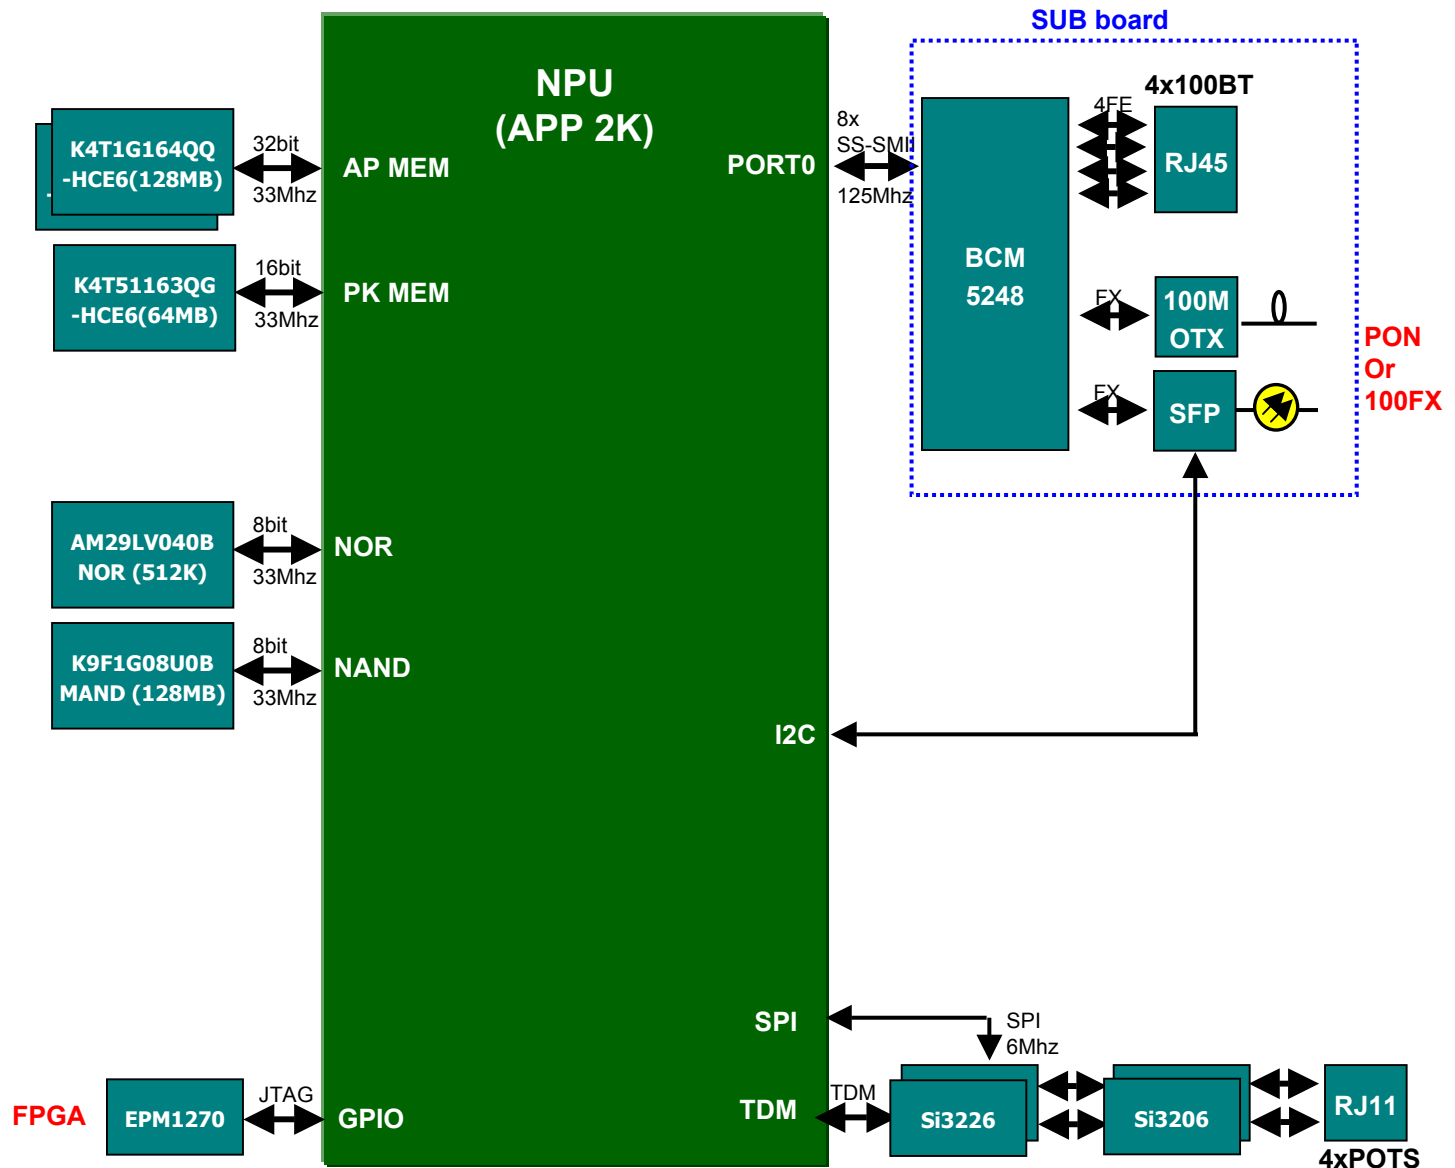 SUB board
NPU
(APP 2K)
K4T1G164QQ
-HCE6(128MB)
-
32bit
33Mhz
AP MEM
K4T51163QG
-HCE6(64MB)
16bit
33Mhz
PK MEM
AM29LV040B
NOR (512K)
8bit
33Mhz
NOR
K9F1G08U0B
MAND (128MB)
8bit
33Mhz
NAND
FPGA
EPM1270
JTAG
GPIO
PORT0
8x
SS-SMII
125Mhz
BCM
5248
4FE
4x100BT
RJ45
FX
100M
OTX
FX
SFP
PON
Or
100FX
I2C
SPI
SPI
6Mhz
TDM
TDM
Si3226
Si3206
RJ11
4xPOTS